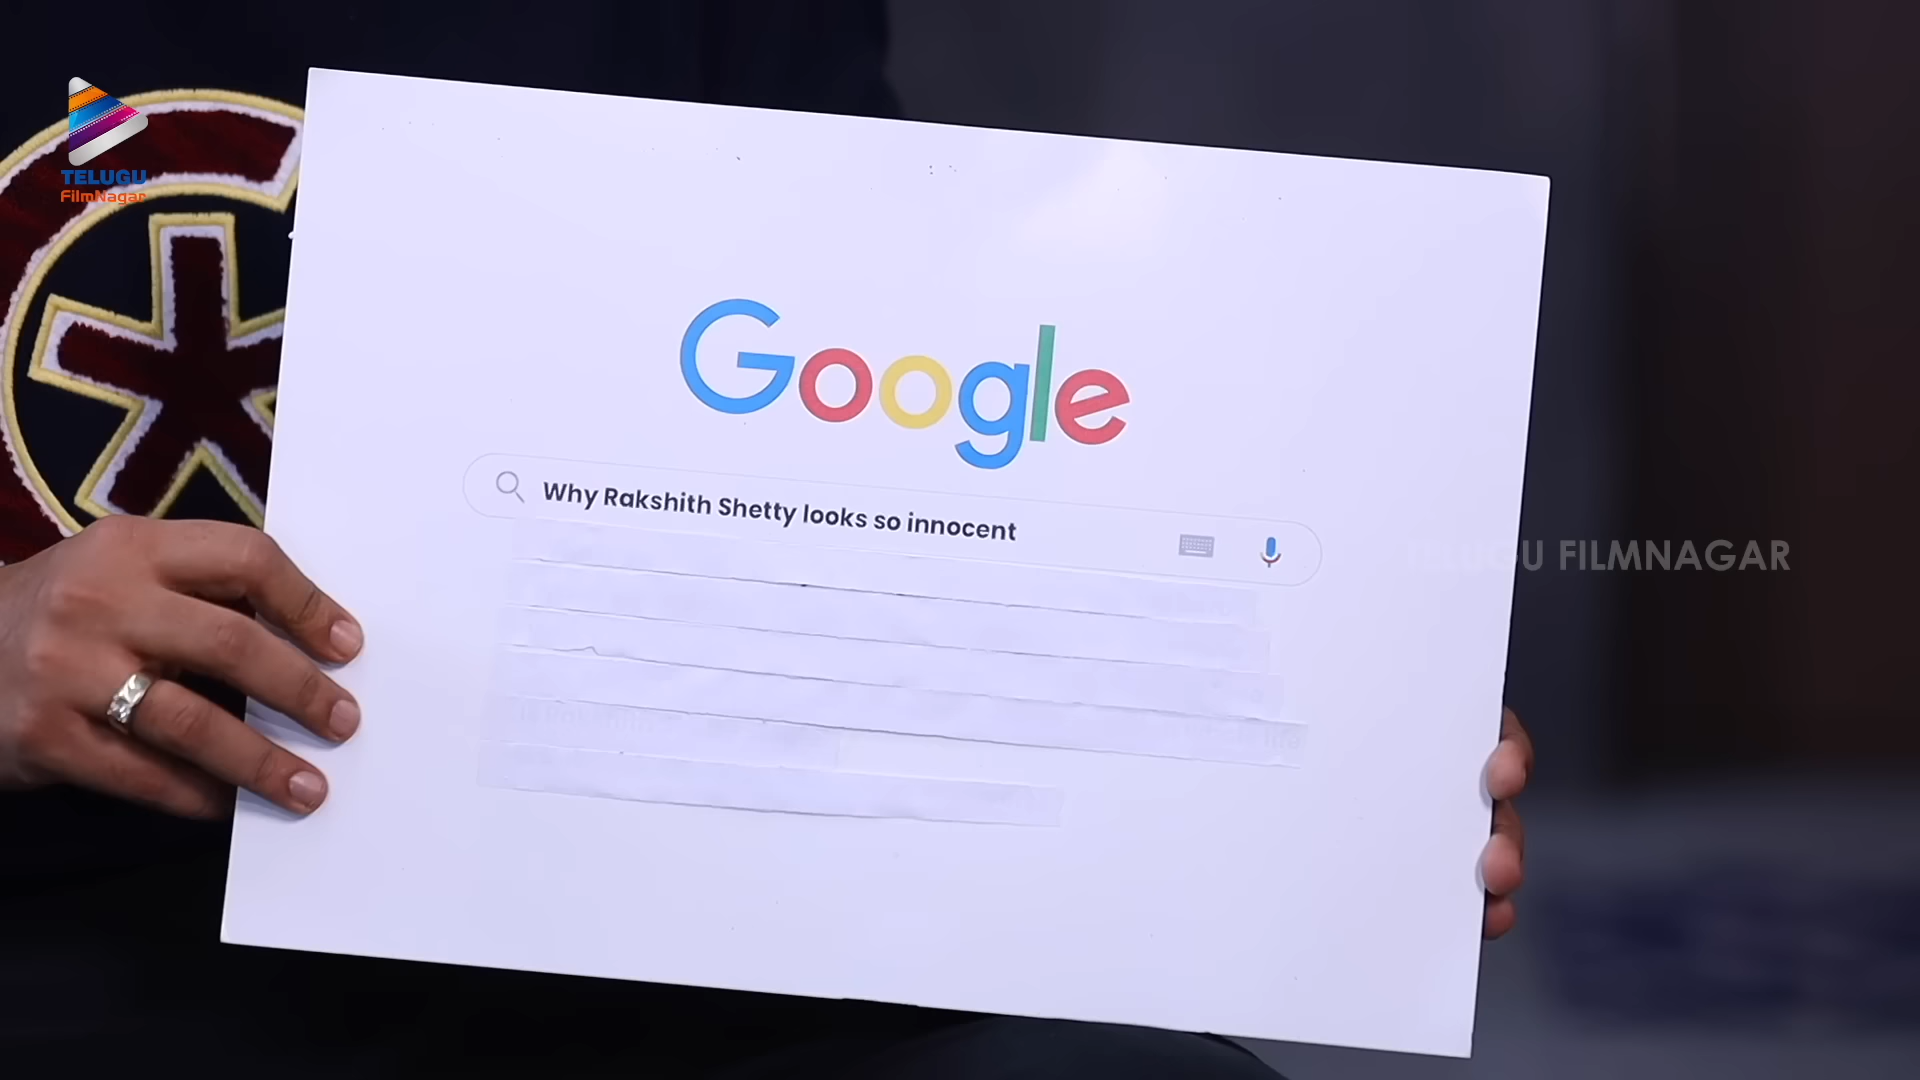 TELUGU
FilmNagar
Google
Why Rakshith Shetty looks so innocent
TELUGU FILMNAGAR